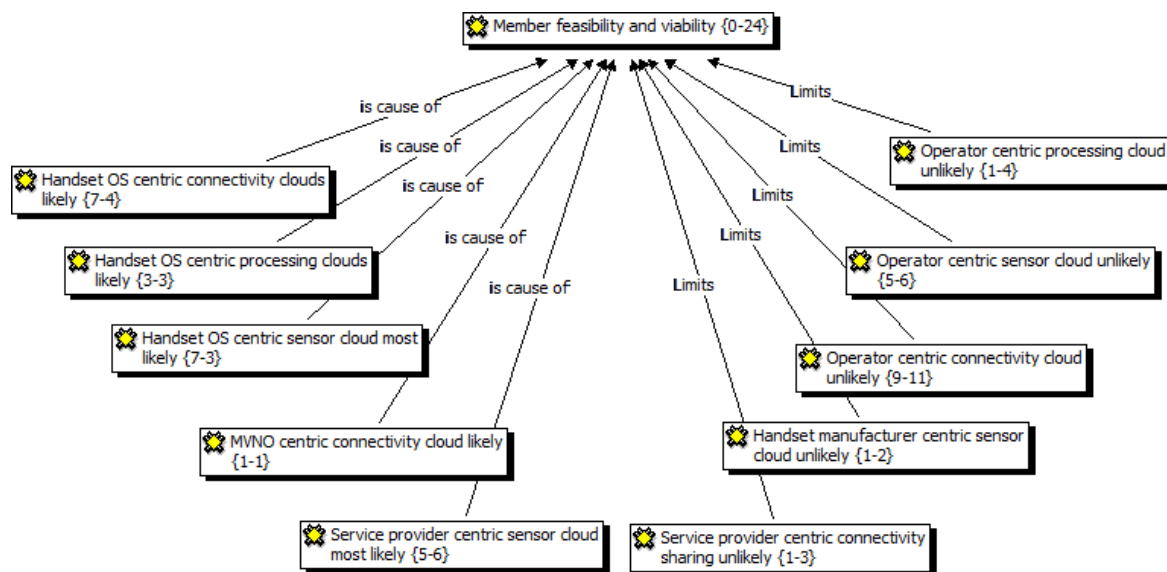 Member feasibility and viability {0-24}
is cause of
Limits
is cause of
Limits
Operator centric processing cloud
unlikely {1-4}
Handset OS centric connectivity clouds
likely {7-4}
is cause of
Limits
is cause of
Limits
Handset OS centric processing clouds
likely {3-3}
Operator centric sensor cloud unlikely
{5-6}
is cause of
Limits
Handset OS centric sensor cloud most
likely {7-3}
Operator centric connectivity cloud
unlikely {9-11}
MVNO centric connectivity cloud likely
{1-1}
Handset manufacturer centric sensor
cloud unlikely {1-2}
Service provider centric sensor cloud
most likely {5-6}
Service provider centric connectivity
sharing unlikely {1-3}